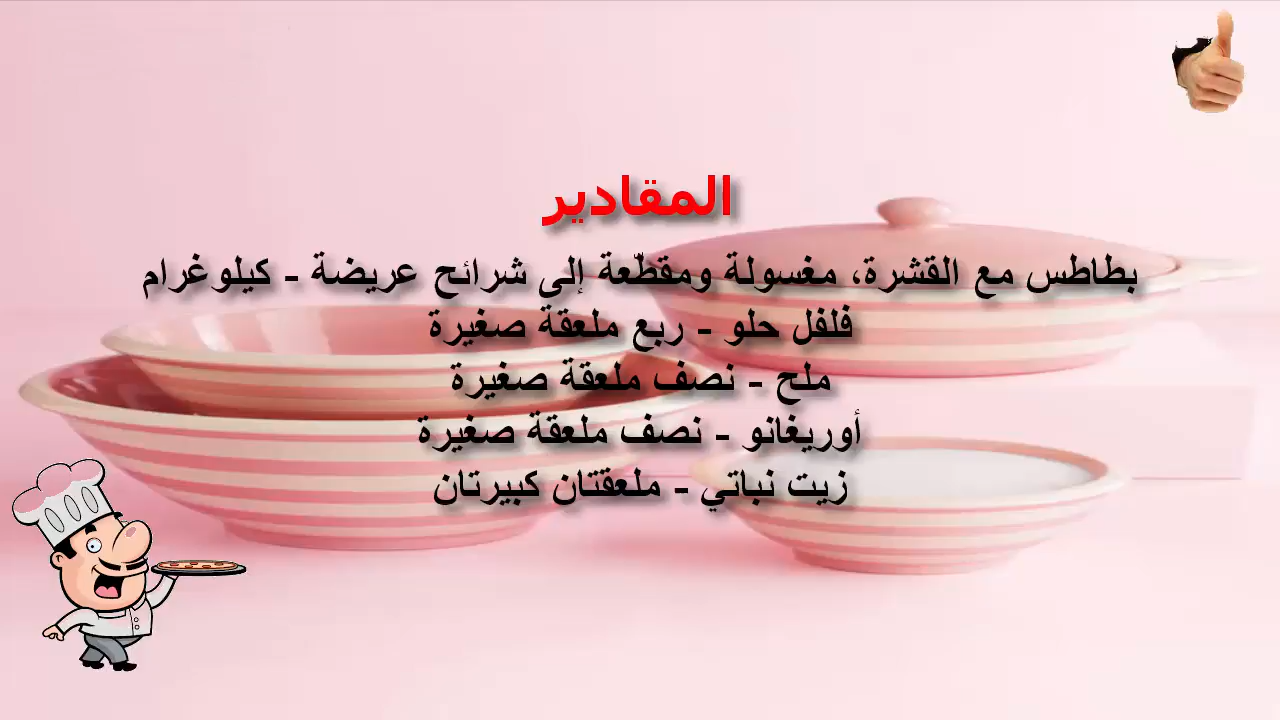 المقادير
بطاطس مع القشرة، مغسولة ومقطّعة إلى شرائح عريضة - كيلوغرام
فلفل حلو - ربع ملعقة صغيرة
ملح - نصف ملعقة صغيرة
أوريغانو - نصف ملعقة صغيرة
زيت نباتي - ملعقتان كبيرتان